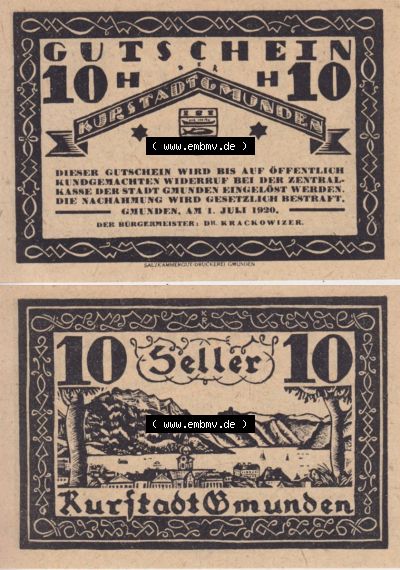 GUTSCHEIN
DER
10 H H 10
KURSTADT GMUNDEN
( www.embmv.de )
DIESER GUTSCHEIN WIRD BIS AUF ÖFFENTLICH
KUNDGEMACHTEN WIDERRUF BEI DER ZENTRAL-
KASSE DER STADT GMUNDEN EINGELÖST WERDEN.
DIE NACHAHMUNG WIRD GESETZLICH BESTRAFT.
GMUNDEN, AM 1. JULI 1920.
DER BÜRGERMEISTER: DR. KRACKOWIZER.
SALZKAMMERGUT-DRUCKEREI GMUNDEN
10 Heller 10
( www.embmv.de )
Kurstadt Gmunden